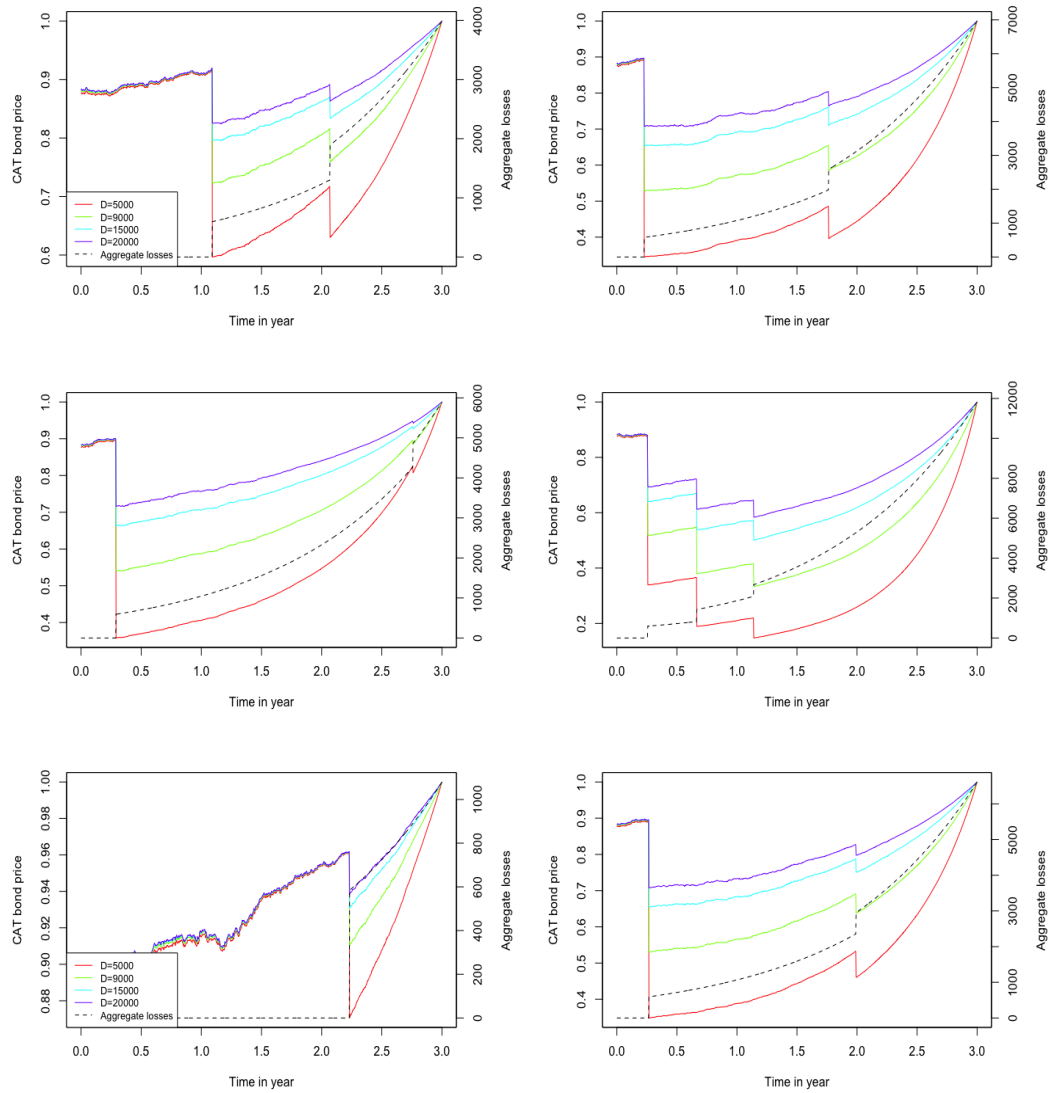 CAT bond price
1.0
0.9
0.8
0.7
0.6
D=5000
D=9000
D=15000
D=20000
Aggregate losses
4000
3000
2000
1000
0
Aggregate losses
0.0 0.5 1.0 1.5 2.0 2.5 3.0
Time in year
CAT bond price
1.0
0.9
0.8
0.7
0.6
0.5
0.4
7000
5000
3000
1000
0
Aggregate losses
0.0 0.5 1.0 1.5 2.0 2.5 3.0
Time in year
CAT bond price
1.0
0.9
0.8
0.7
0.6
0.5
0.4
6000
5000
4000
3000
2000
1000
0
Aggregate losses
0.0 0.5 1.0 1.5 2.0 2.5 3.0
Time in year
CAT bond price
1.0
0.8
0.6
0.4
0.2
12000
8000
6000
4000
2000
0
Aggregate losses
0.0 0.5 1.0 1.5 2.0 2.5 3.0
Time in year
CAT bond price
1.00
0.98
0.96
0.94
0.92
0.90
0.88
D=5000
D=9000
D=15000
D=20000
Aggregate losses
1000
800
600
400
200
0
Aggregate losses
0.0 0.5 1.0 1.5 2.0 2.5 3.0
Time in year
CAT bond price
1.0
0.9
0.8
0.7
0.6
0.5
0.4
5000
3000
1000
0
Aggregate losses
0.0 0.5 1.0 1.5 2.0 2.5 3.0
Time in year